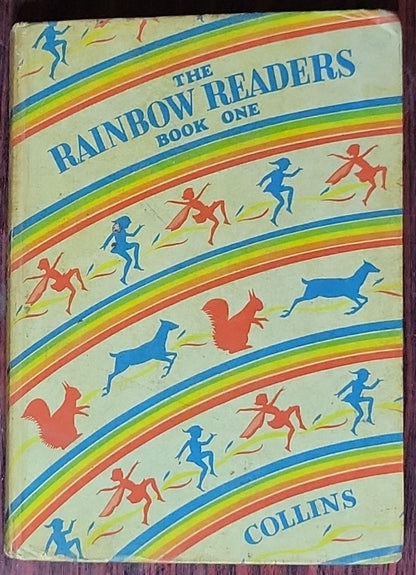 THE
RAINBOW READERS
BOOK ONE
COLLINS